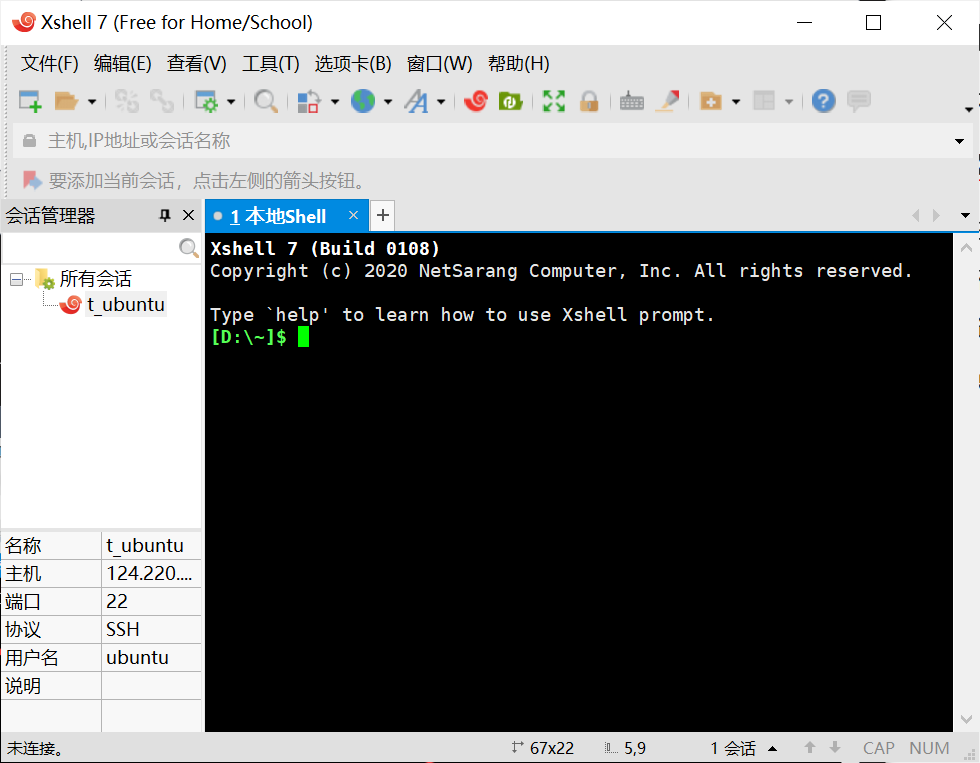 Xshell 7 (Free for Home/School)
文件(F) 编辑(E) 查看(V) 工具(T) 选项卡(B) 窗口(W) 帮助(H)
主机,IP地址或会话名称
要添加当前会话，点击左侧的箭头按钮。
会话管理器
1 本地Shell
所有会话
t_ubuntu
名称 t_ubuntu
主机 124.220....
端口 22
协议 SSH
用户名 ubuntu
说明
Xshell 7 (Build 0108)
Copyright (c) 2020 NetSarang Computer, Inc. All rights reserved.
Type `help' to learn how to use Xshell prompt.
[D:\~]$
未连接。 67x22 5,9 1 会话 CAP NUM